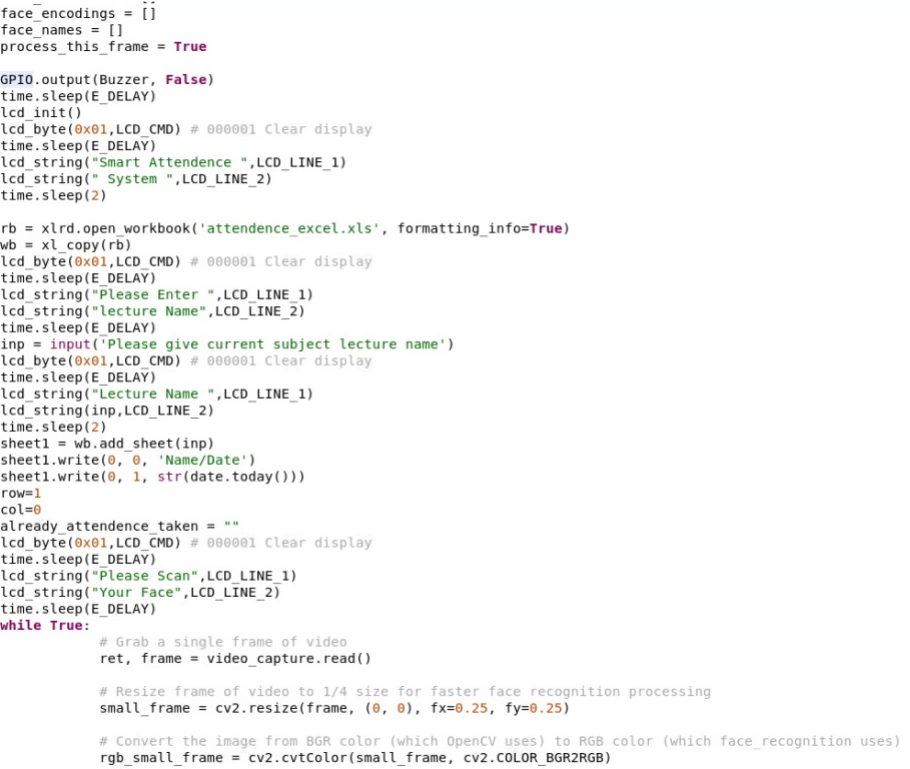 face_encodings = []
face_names = []
process_this_frame = True
GPIO.output(Buzzer, False)
time.sleep(E_DELAY)
lcd_init()
lcd_byte(0x01,LCD_CMD) # 000001 Clear display
time.sleep(E_DELAY)
lcd_string("Smart Attendence ",LCD_LINE_1)
lcd_string(" System ",LCD_LINE_2)
time.sleep(2)
rb = xlrd.open_workbook('attendence_excel.xls', formatting_info=True)
wb = xl_copy(rb)
lcd_byte(0x01,LCD_CMD) # 000001 Clear display
time.sleep(E_DELAY)
lcd_string("Please Enter ",LCD_LINE_1)
lcd_string("lecture Name",LCD_LINE_2)
time.sleep(E_DELAY)
inp = input('Please give current subject lecture name')
lcd_byte(0x01,LCD_CMD) # 000001 Clear display
time.sleep(E_DELAY)
lcd_string("Lecture Name ",LCD_LINE_1)
lcd_string(inp,LCD_LINE_2)
time.sleep(2)
sheet1 = wb.add_sheet(inp)
sheet1.write(0, 0, 'Name/Date')
sheet1.write(0, 1, str(date.today()))
row=1
col=0
already_attendence_taken = ""
lcd_byte(0x01,LCD_CMD) # 000001 Clear display
time.sleep(E_DELAY)
lcd_string("Please Scan",LCD_LINE_1)
lcd_string("Your Face",LCD_LINE_2)
time.sleep(E_DELAY)
while True:
# Grab a single frame of video
ret, frame = video_capture.read()
# Resize frame of video to 1/4 size for faster face recognition processing
small_frame = cv2.resize(frame, (0, 0), fx=0.25, fy=0.25)
# Convert the image from BGR color (which OpenCV uses) to RGB color (which face_recognition uses)
rgb_small_frame = cv2.cvtColor(small_frame, cv2.COLOR_BGR2RGB)